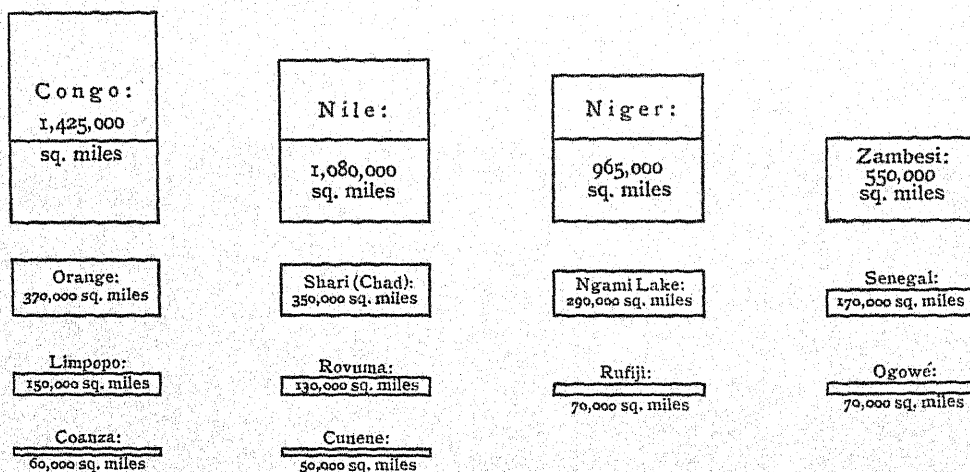 Congo:
1,425,000
sq. miles
Nile:
1,080,000
sq. miles
Niger:
965,000
sq. miles
Zambesi:
550,000
sq. miles
Orange:
370,000 sq. miles
Shari (Chad):
350,000 sq. miles
Ngami Lake:
290,000 sq. miles
Senegal:
170,000 sq. miles
Limpopo:
150,000 sq. miles
Rovuma:
130,000 sq. miles
Rufiji:
70,000 sq. miles
Ogowé:
70,000 sq. miles
Coanza:
60,000 sq. miles
Cunene:
50,000 sq. miles